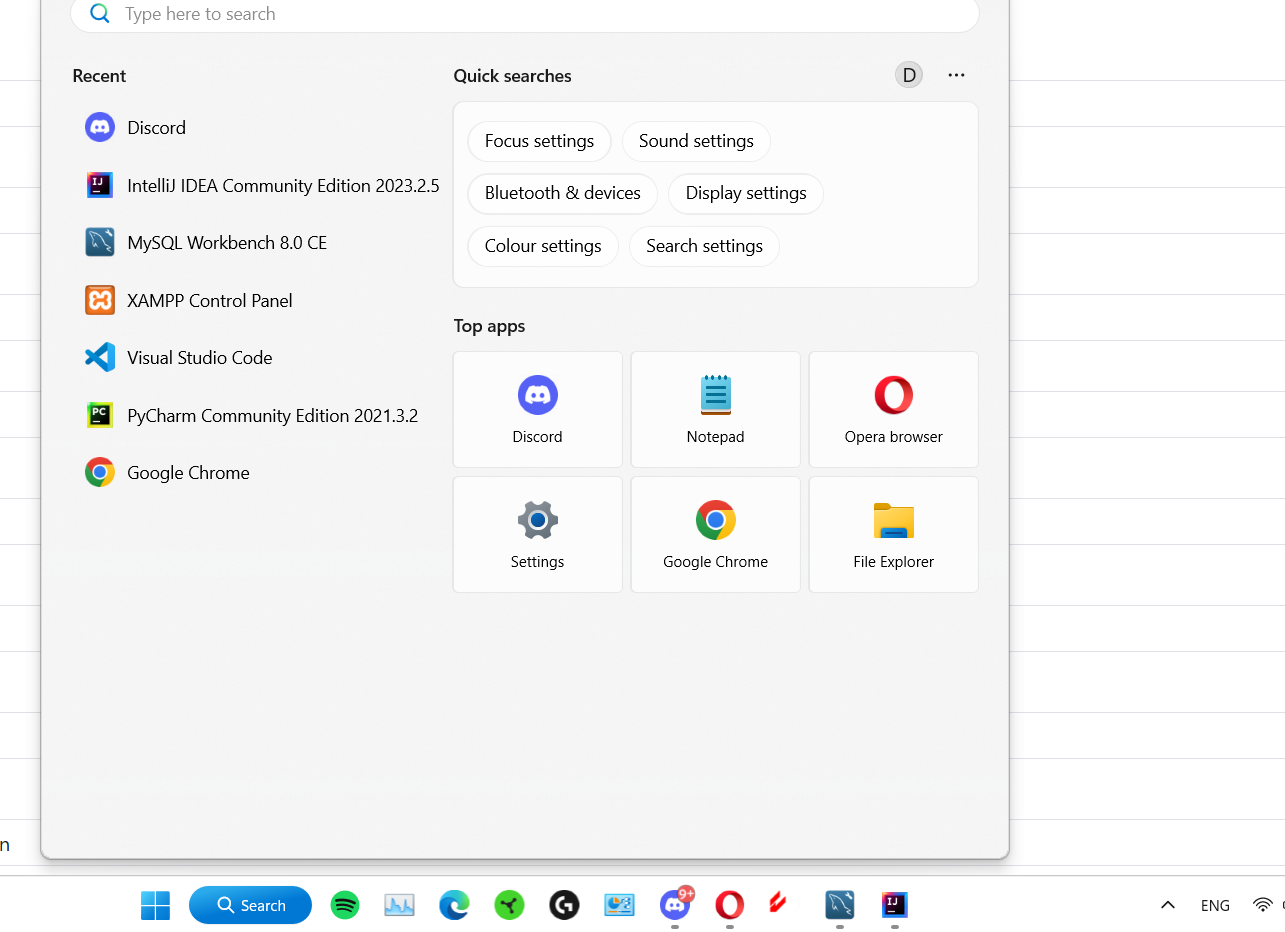 Type here to search
Recent
Quick searches
D
Discord
IntelliJ IDEA Community Edition 2023.2.5
MySQL Workbench 8.0 CE
XAMPP Control Panel
Visual Studio Code
PyCharm Community Edition 2021.3.2
Google Chrome
Focus settings
Sound settings
Bluetooth & devices
Display settings
Colour settings
Search settings
Top apps
Discord
Notepad
Opera browser
Settings
Google Chrome
File Explorer
IJ
PC
n
Search
9+
IJ
ENG